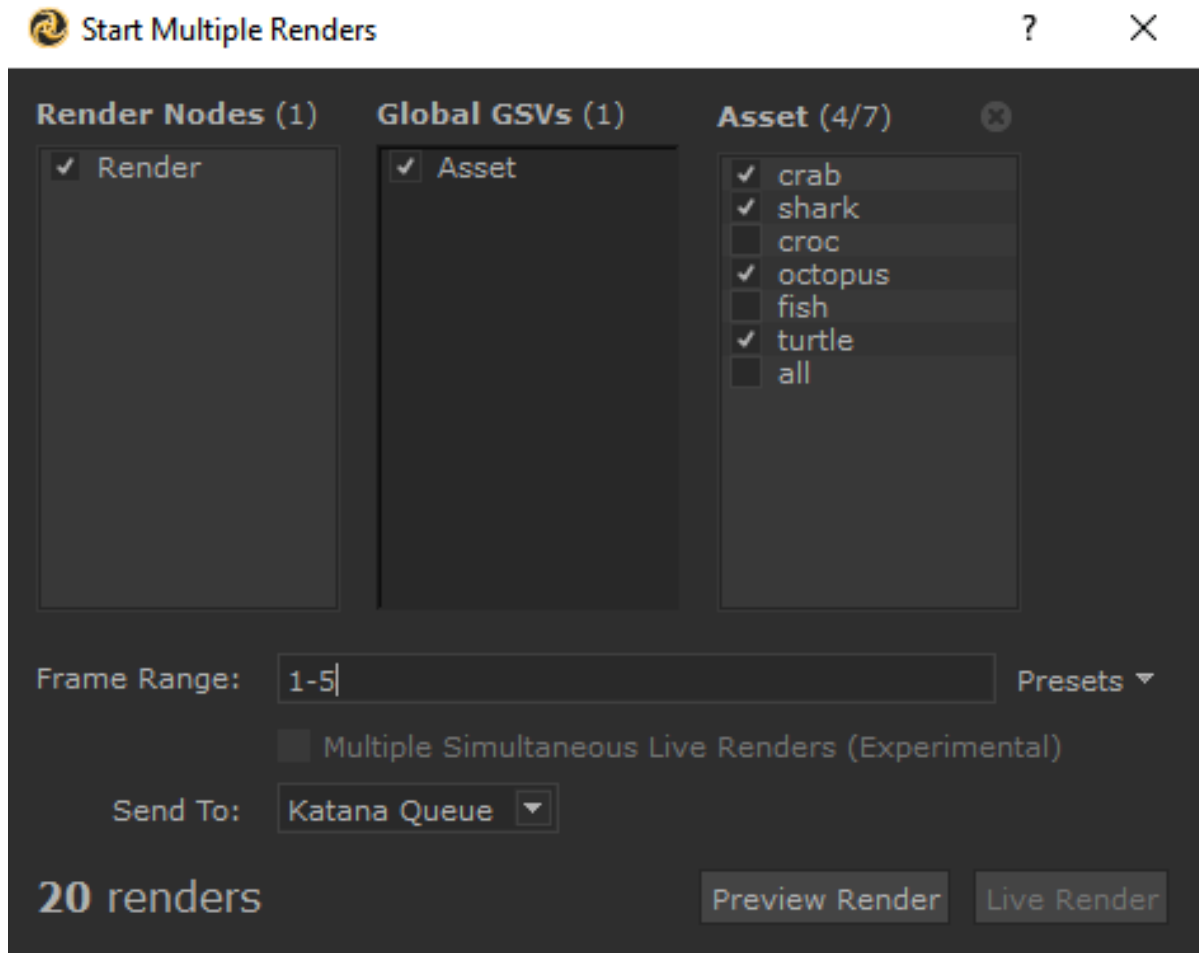 Start Multiple Renders
?
Render Nodes (1)
Global GSVs (1)
Asset (4/7)
Render
Asset
crab
shark
croc
octopus
fish
turtle
all
Frame Range: 1-5 Presets
Multiple Simultaneous Live Renders (Experimental)
Send To: Katana Queue
20 renders
Preview Render
Live Render